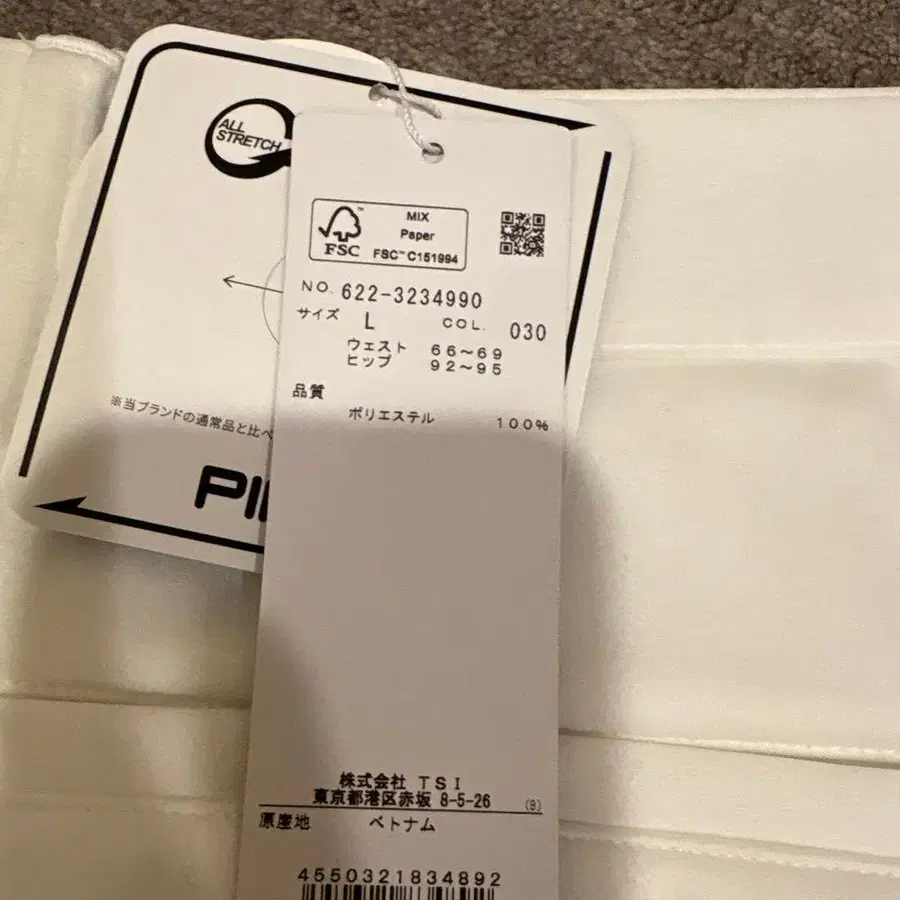 ALL
STRETCH
※当ブランドの通常品と比べ
MIX
Paper
FSC™ C151994
FSC
NO. 622-3234990
サイズ L COL. 030
ウェスト 66～69
ヒップ 92～95
品質
ポリエステル 100%
株式会社 TSI
東京都港区赤坂 8-5-26 (8)
原産地 ベトナム
4550321834892